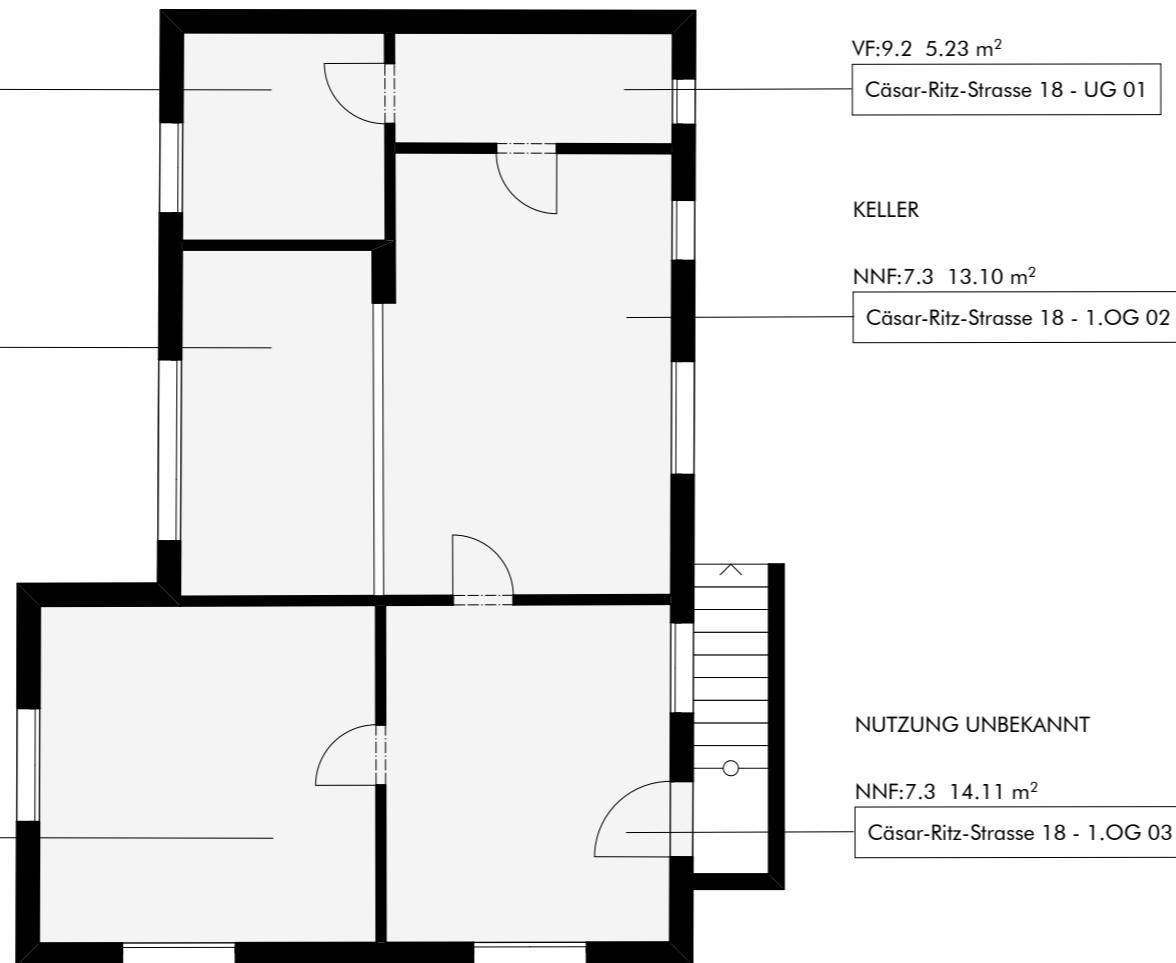 VF:9.2 5.23 m²
Cäsar-Ritz-Strasse 18 - UG 01
KELLER
NNF:7.3 13.10 m²
Cäsar-Ritz-Strasse 18 - 1.OG 02
NUTZUNG UNBEKANNT
NNF:7.3 14.11 m²
Cäsar-Ritz-Strasse 18 - 1.OG 03